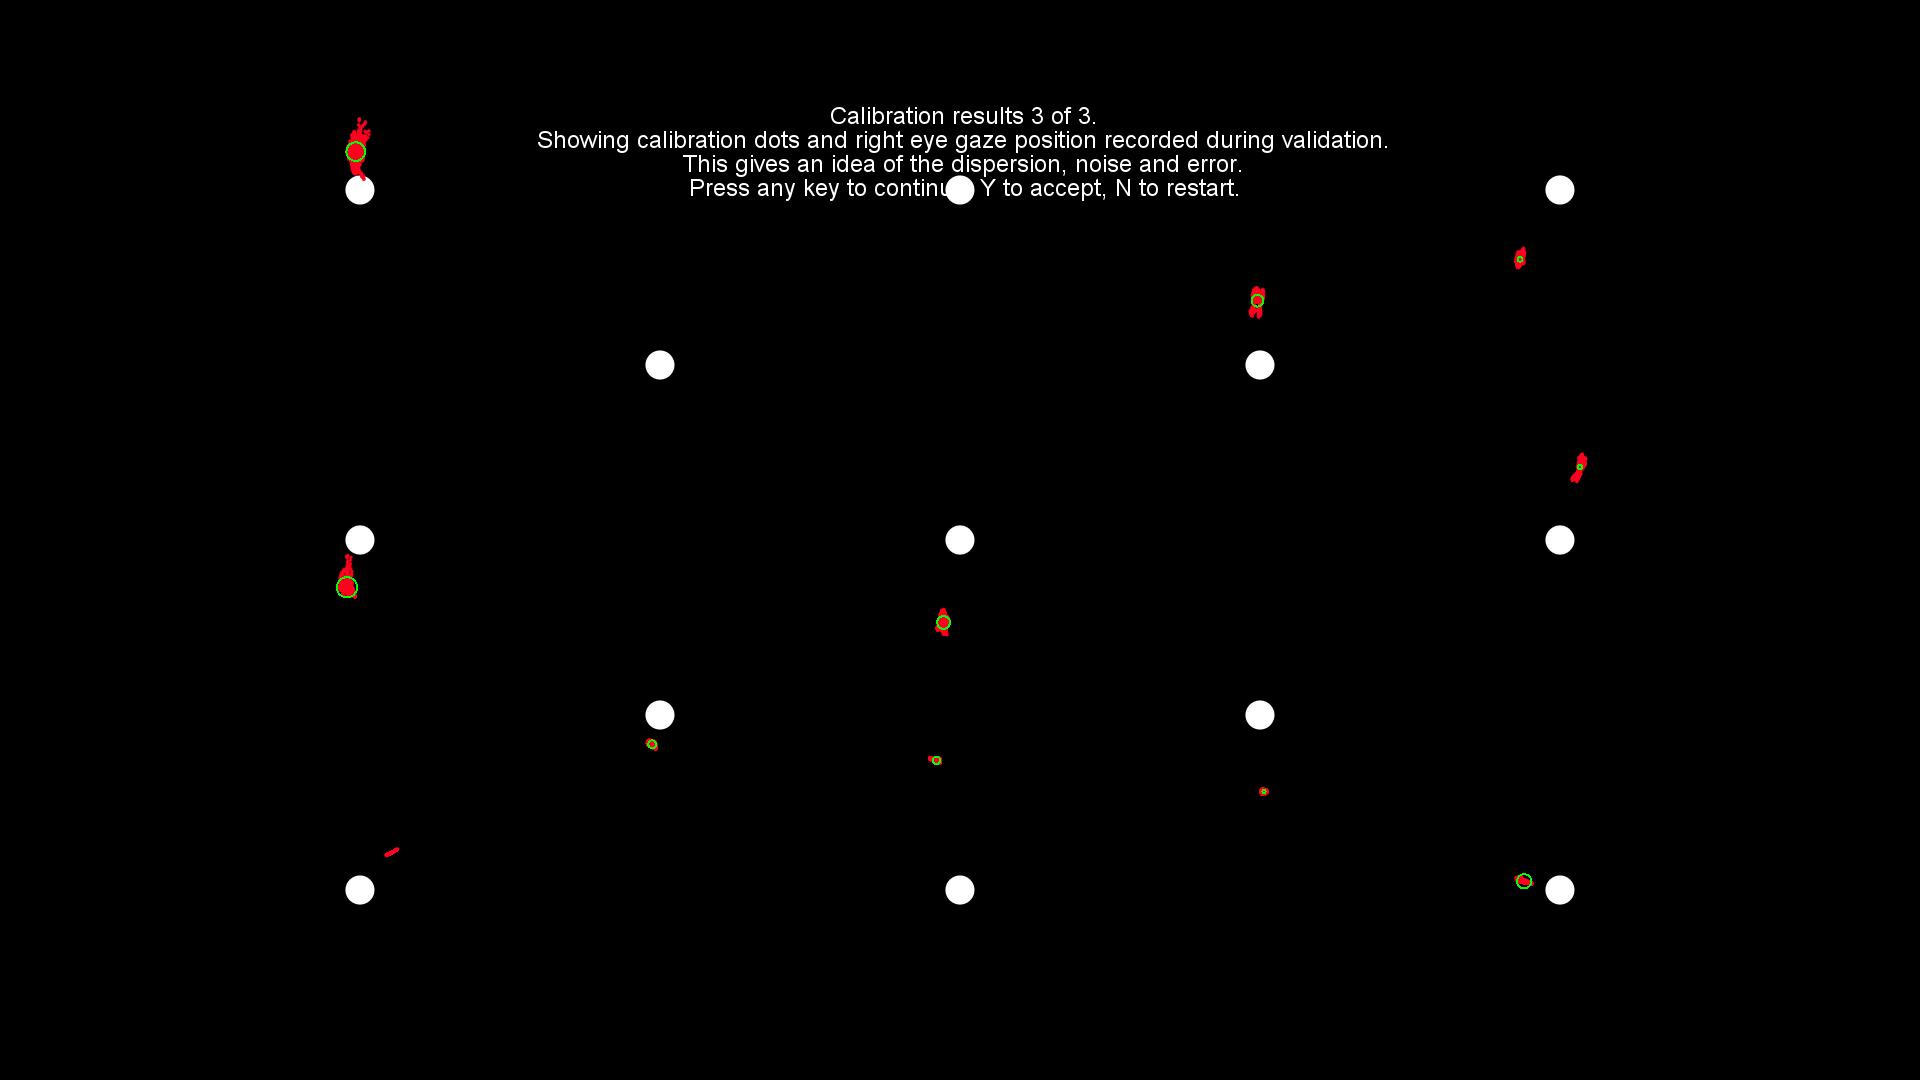 Calibration results 3 of 3.
Showing calibration dots and right eye gaze position recorded during validation.
This gives an idea of the dispersion, noise and error.
Press any key to continu Y to accept, N to restart.